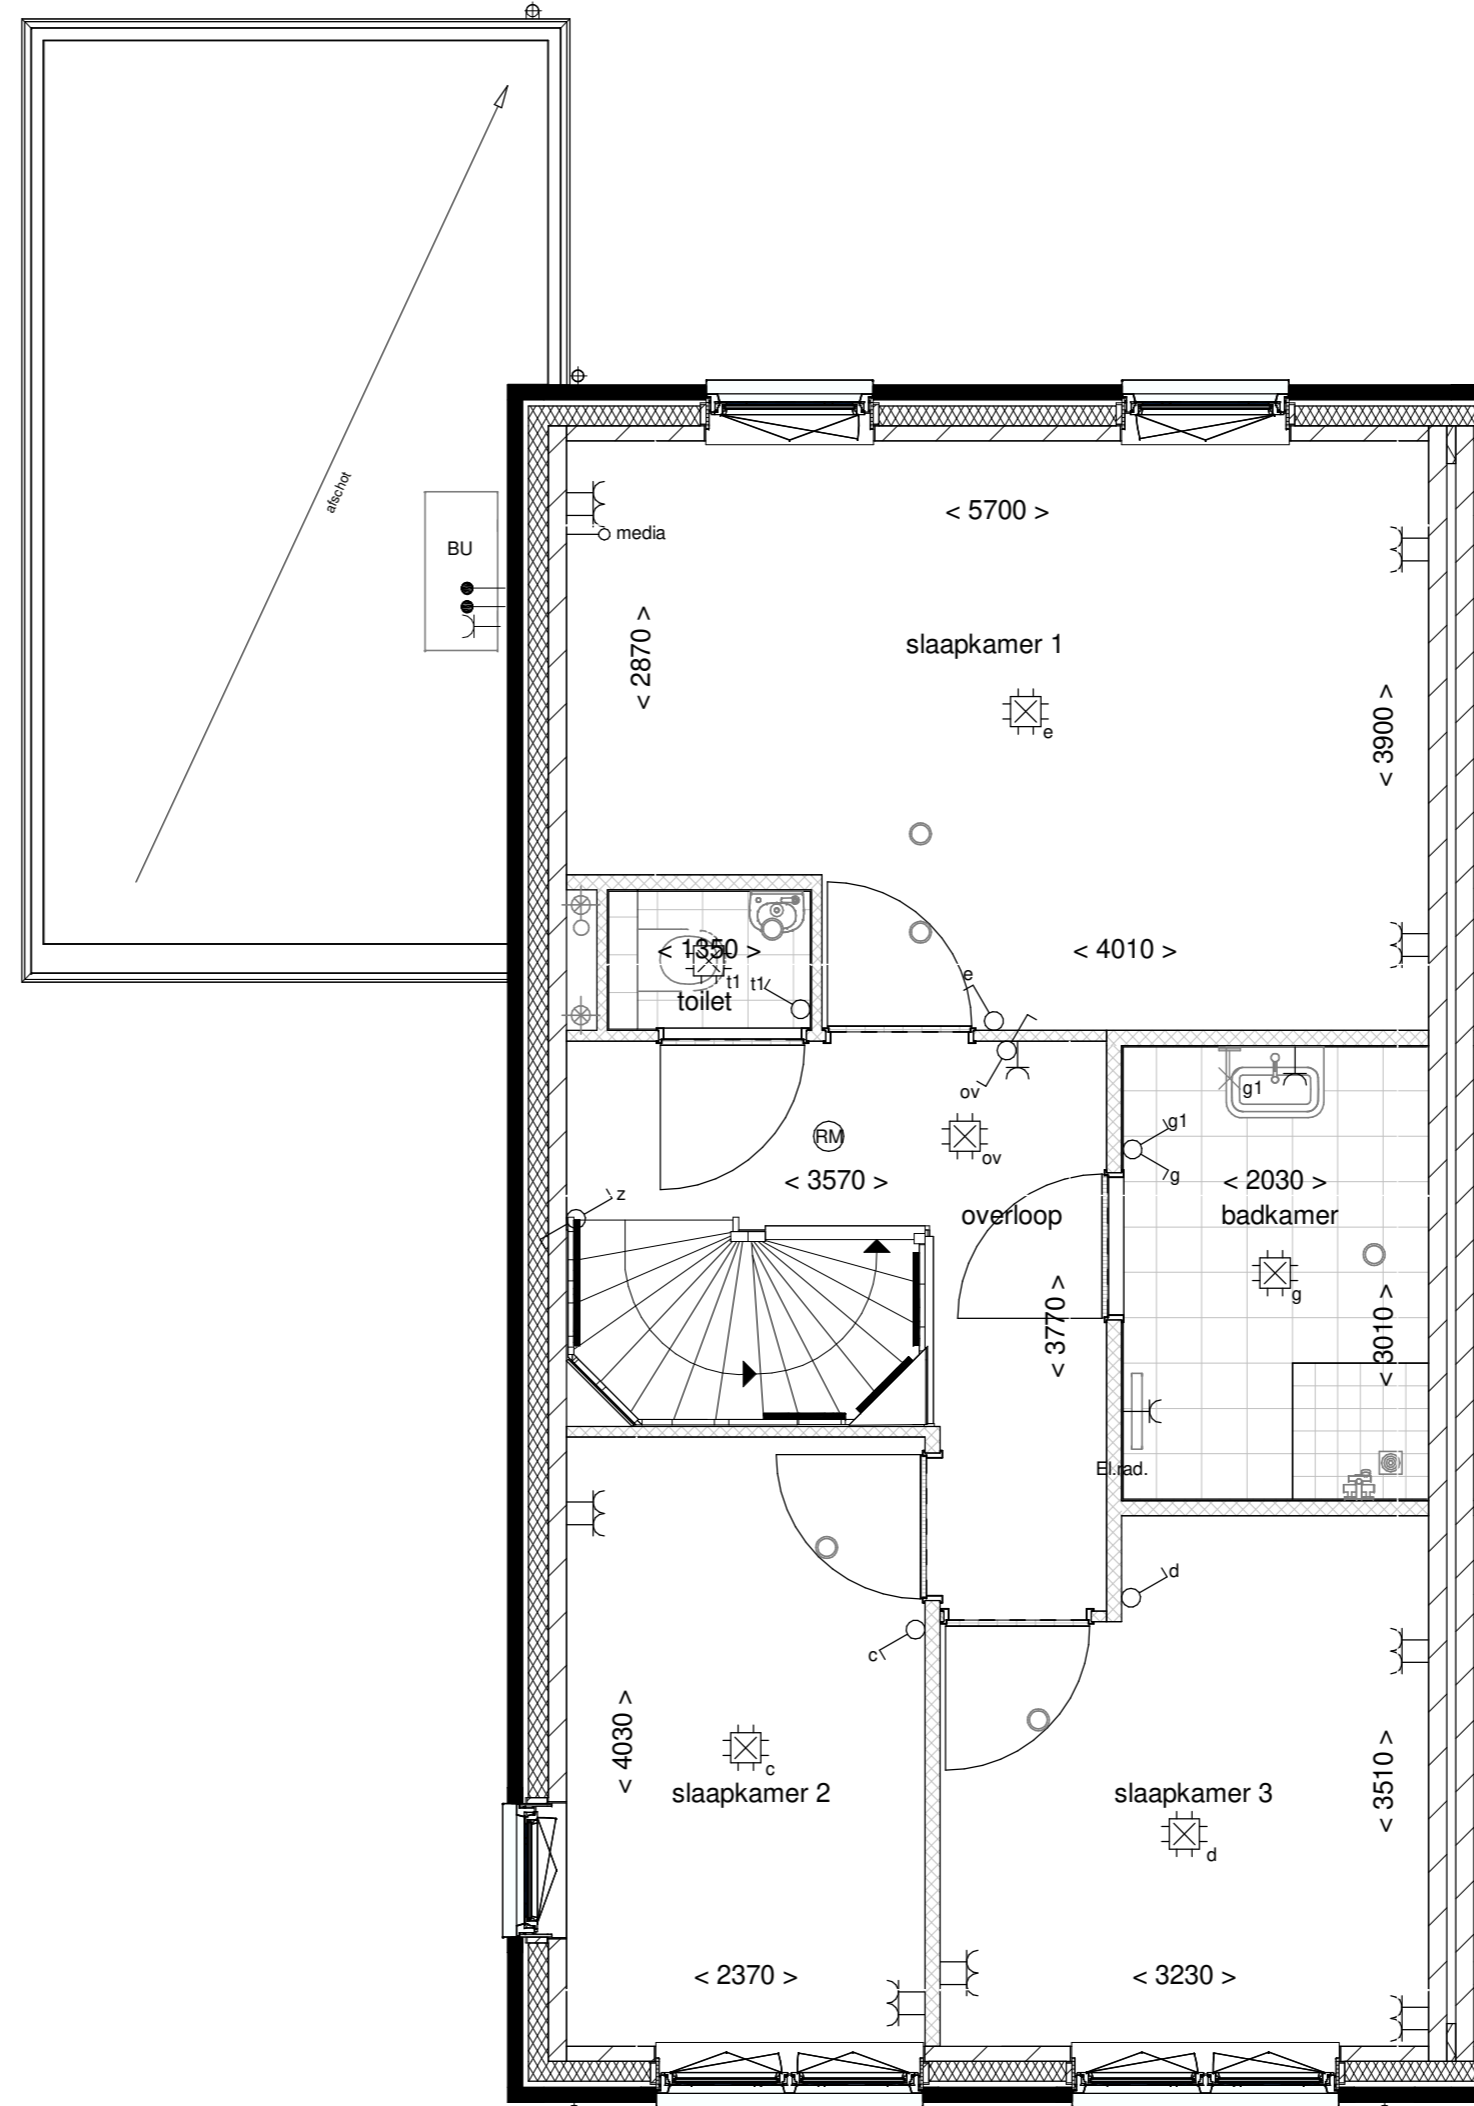 < 5700 >
media
afschot
BU
< 2870 >
slaapkamer 1
e
< 3900 >
< 1350 >
t1
t1
toilet
< 4010 >
e
ov
g1
g1
g
RM
ov
< 3570 >
< 2030 >
z
overloop
badkamer
g
< 3770 >
< 3010 >
El.rad.
d
c
< 4030 >
c
slaapkamer 2
slaapkamer 3
< 3510 >
d
< 2370 >
< 3230 >